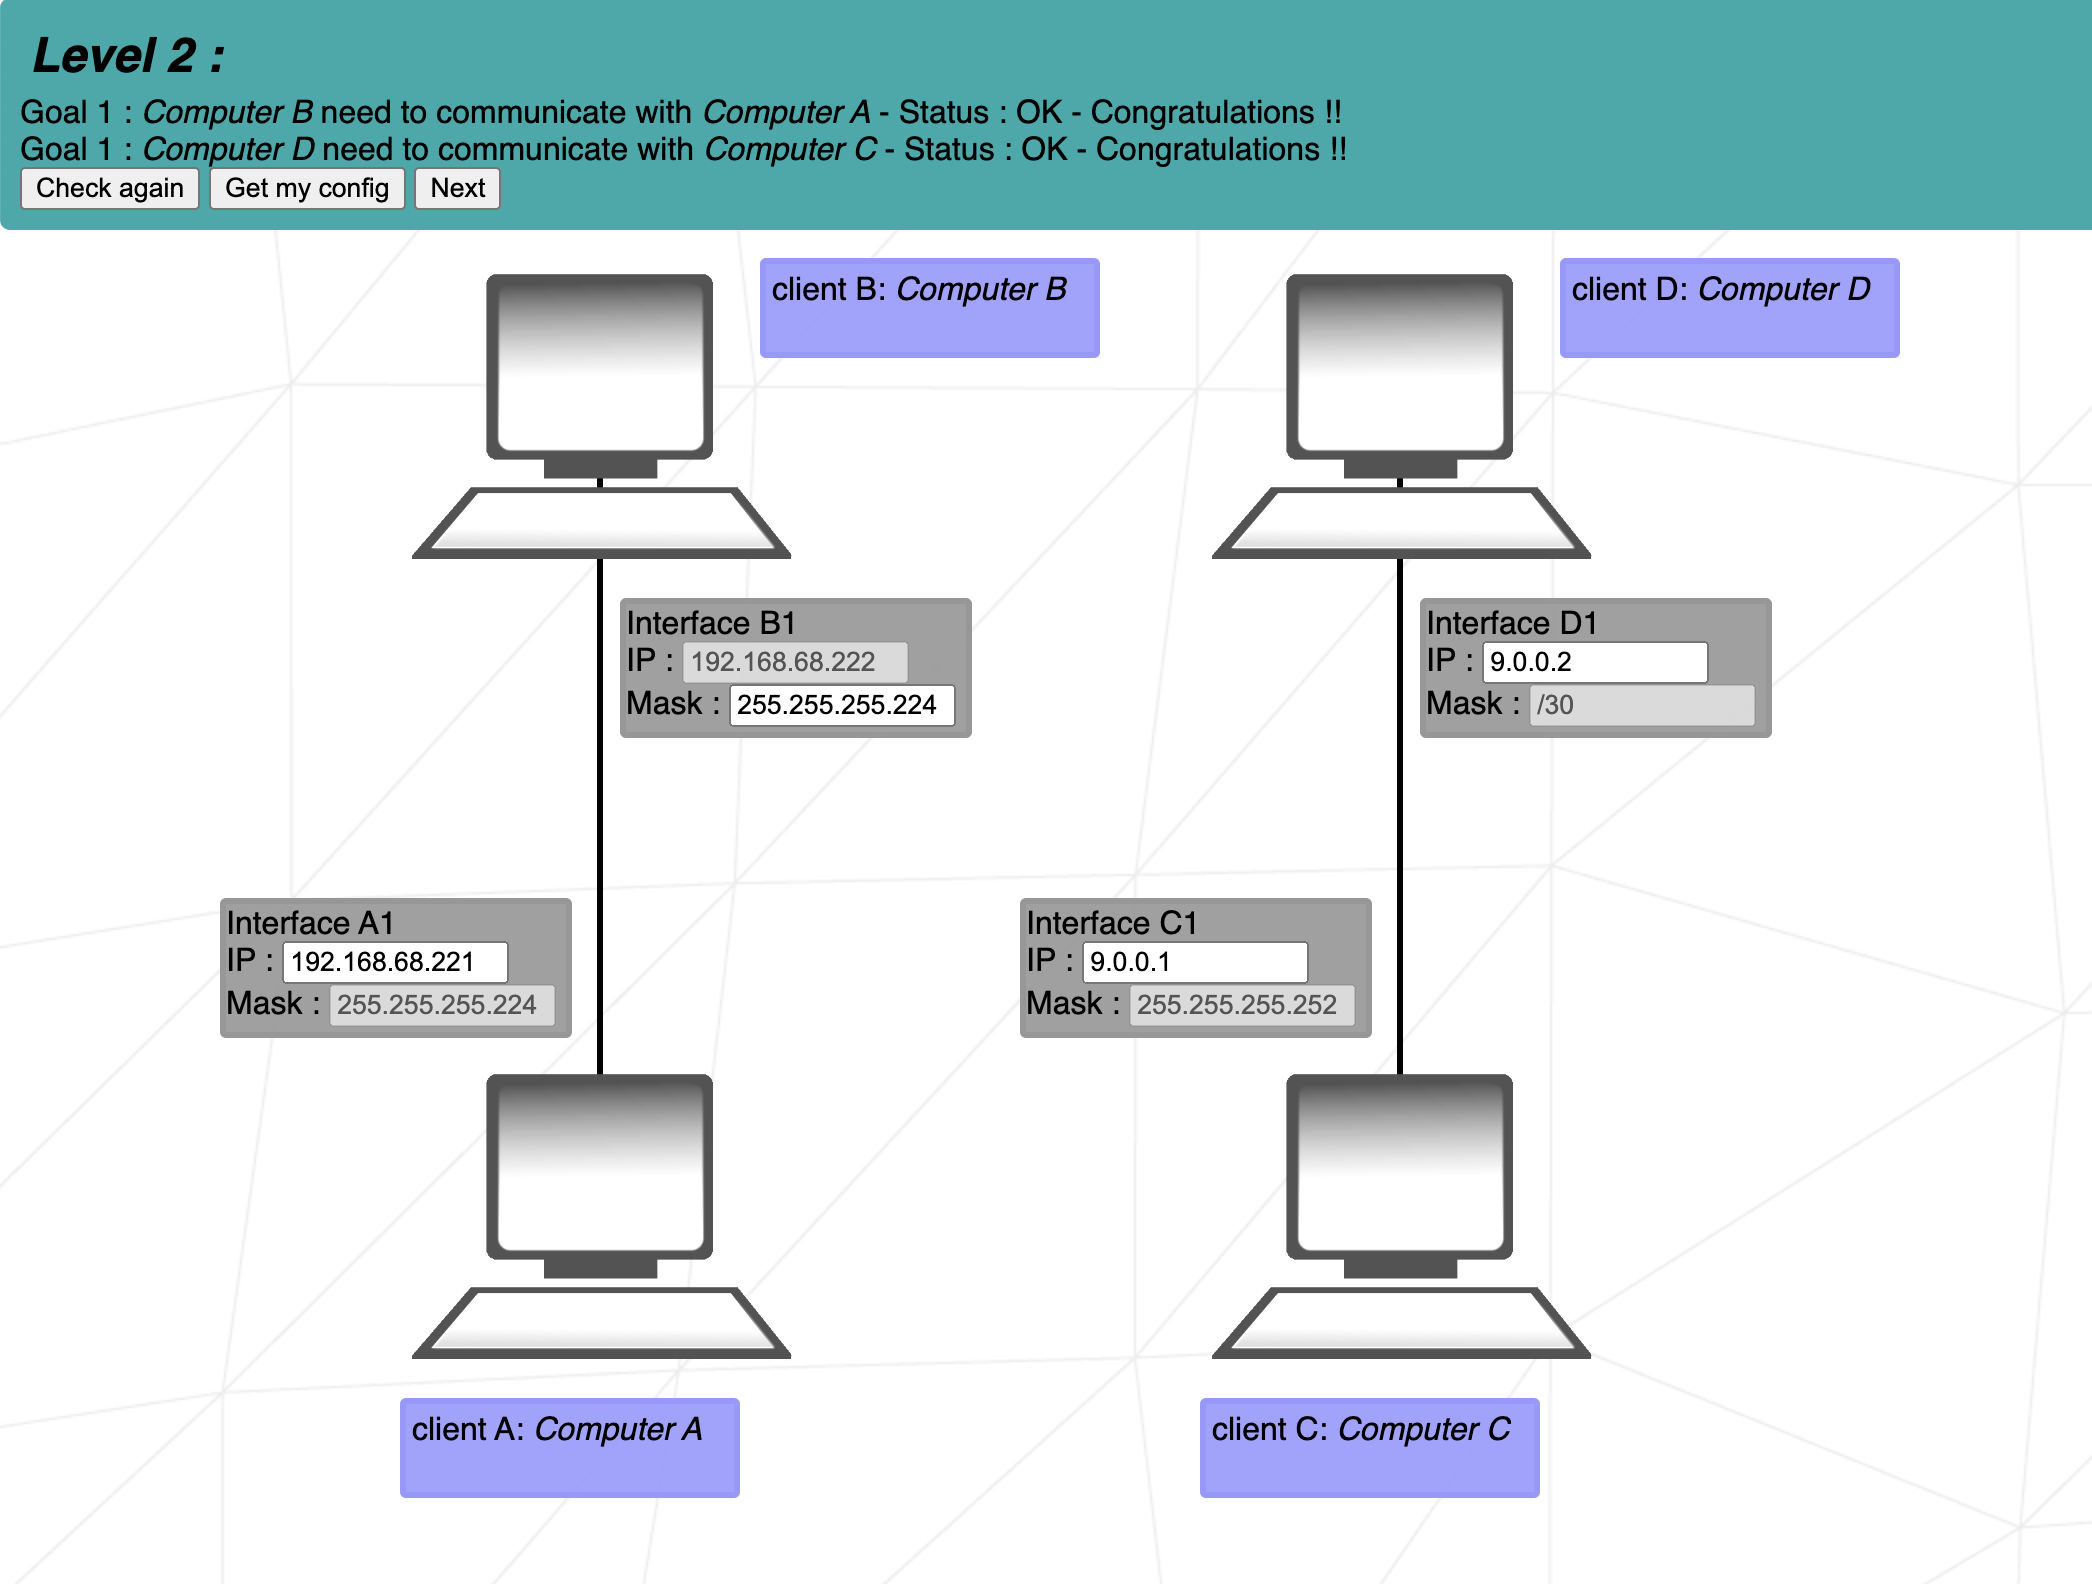 Level 2 :
Goal 1 : Computer B need to communicate with Computer A - Status : OK - Congratulations !!
Goal 1 : Computer D need to communicate with Computer C - Status : OK - Congratulations !!
Check again Get my config Next
client B: Computer B
client D: Computer D
Interface B1
IP : 192.168.68.222
Mask : 255.255.255.224
Interface D1
IP : 9.0.0.2
Mask : /30
Interface A1
IP : 192.168.68.221
Mask : 255.255.255.224
Interface C1
IP : 9.0.0.1
Mask : 255.255.255.252
client A: Computer A
client C: Computer C